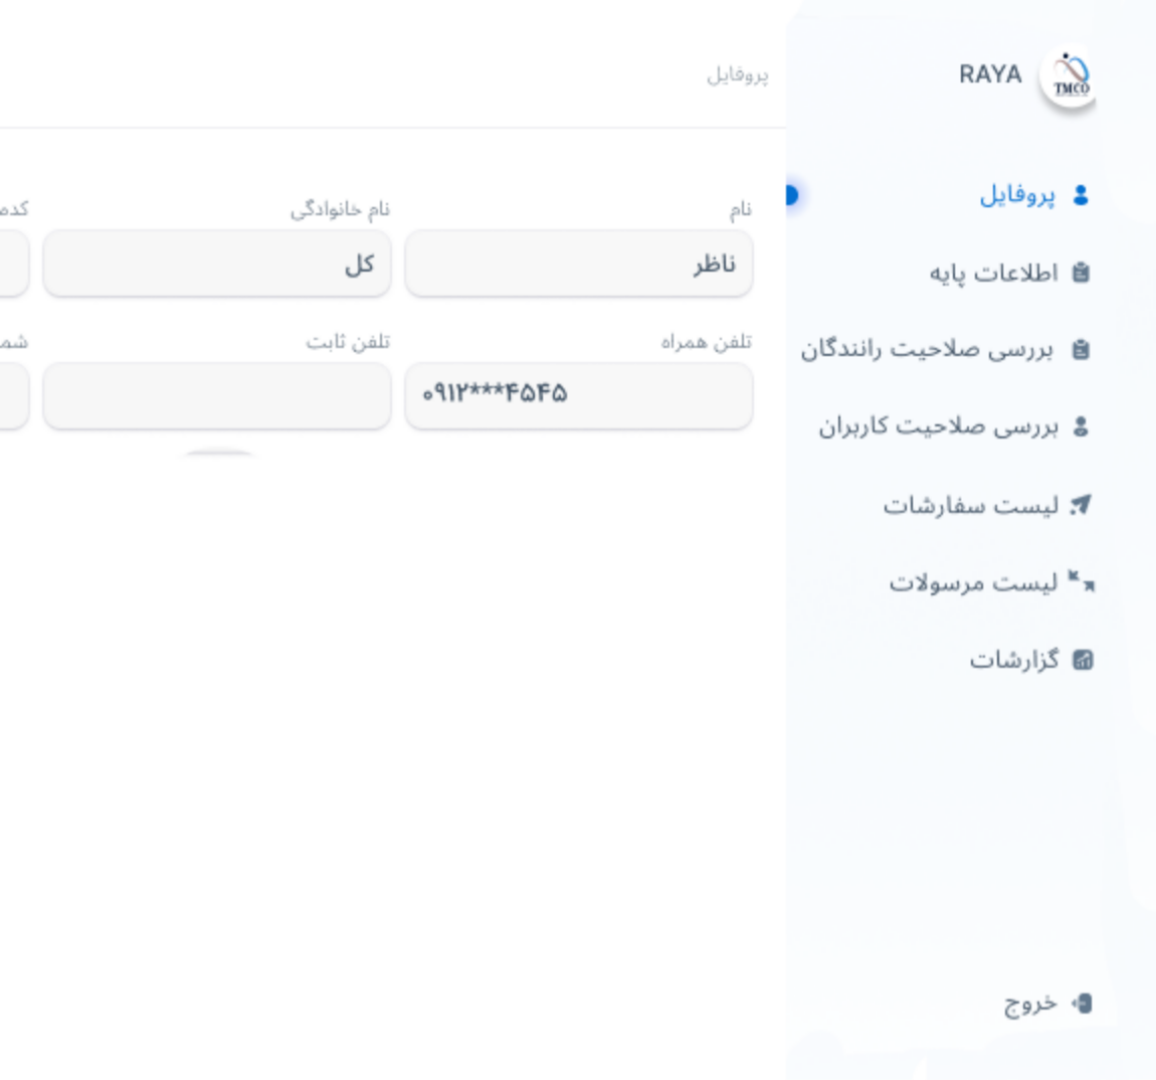 RAYA
TMCO
پروفایل
اطلاعات پایه
بررسی صلاحیت رانندگان
بررسی صلاحیت کاربران
لیست سفارشات
لیست مرسولات
گزارشات
خروج
پروفایل
نام
نام خانوادگی
ناظر
کل
تلفن همراه
تلفن ثابت
۰۹۱۲***۴۵۴۵